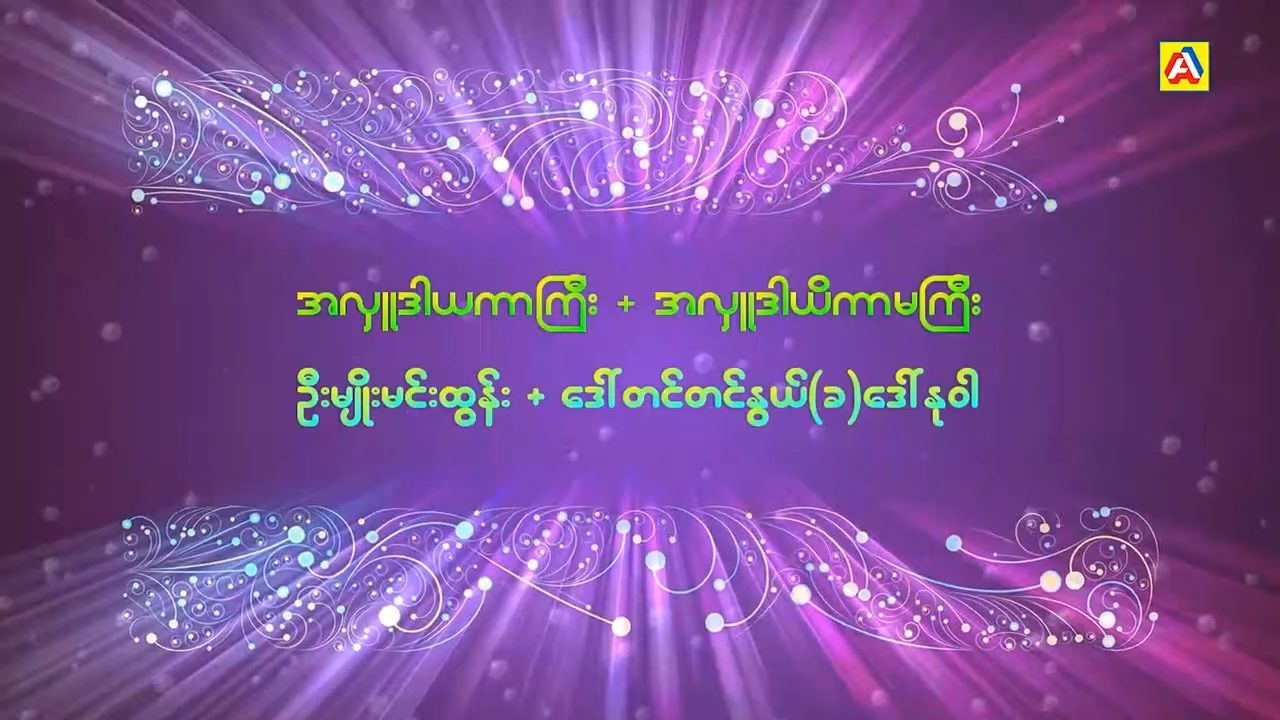 အလှူဒါယကာကြီး + အလှူဒါယိကာမကြီး
ဦးမျိုးမင်းထွန်း + ဒေါ်တင်တင်နွယ်(ခ)ဒေါ်နုဝါ